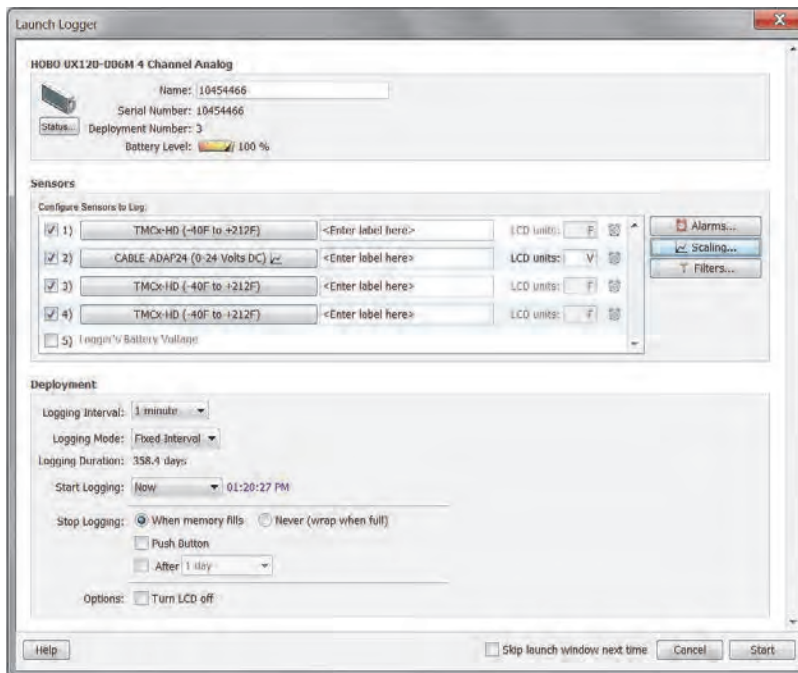 Launch Logger
HOBO UX120-006M 4 Channel Analog
Name: 10454466
Serial Number: 10454466
Status... Deployment Number: 3
Battery Level: 100 %
Sensors
Configure Sensors to Log:
1) TMCx-HD (-40F to +212F) <Enter label here> LCD units: F
Alarms...
2) CABLE-ADAP24 (0-24 Volts DC) <Enter label here> LCD units: V
Scaling...
Filters...
3) TMCx-HD (-40F to +212F) <Enter label here> LCD units: F
4) TMCx-HD (-40F to +212F) <Enter label here> LCD units: F
5) Logger's Battery Voltage
Deployment
Logging Interval: 1 minute
Logging Mode: Fixed Interval
Logging Duration: 358.4 days
Start Logging: Now 01:20:27 PM
Stop Logging: When memory fills Never (wrap when full)
Push Button
After 1 day
Options: Turn LCD off
Help Skip launch window next time Cancel Start